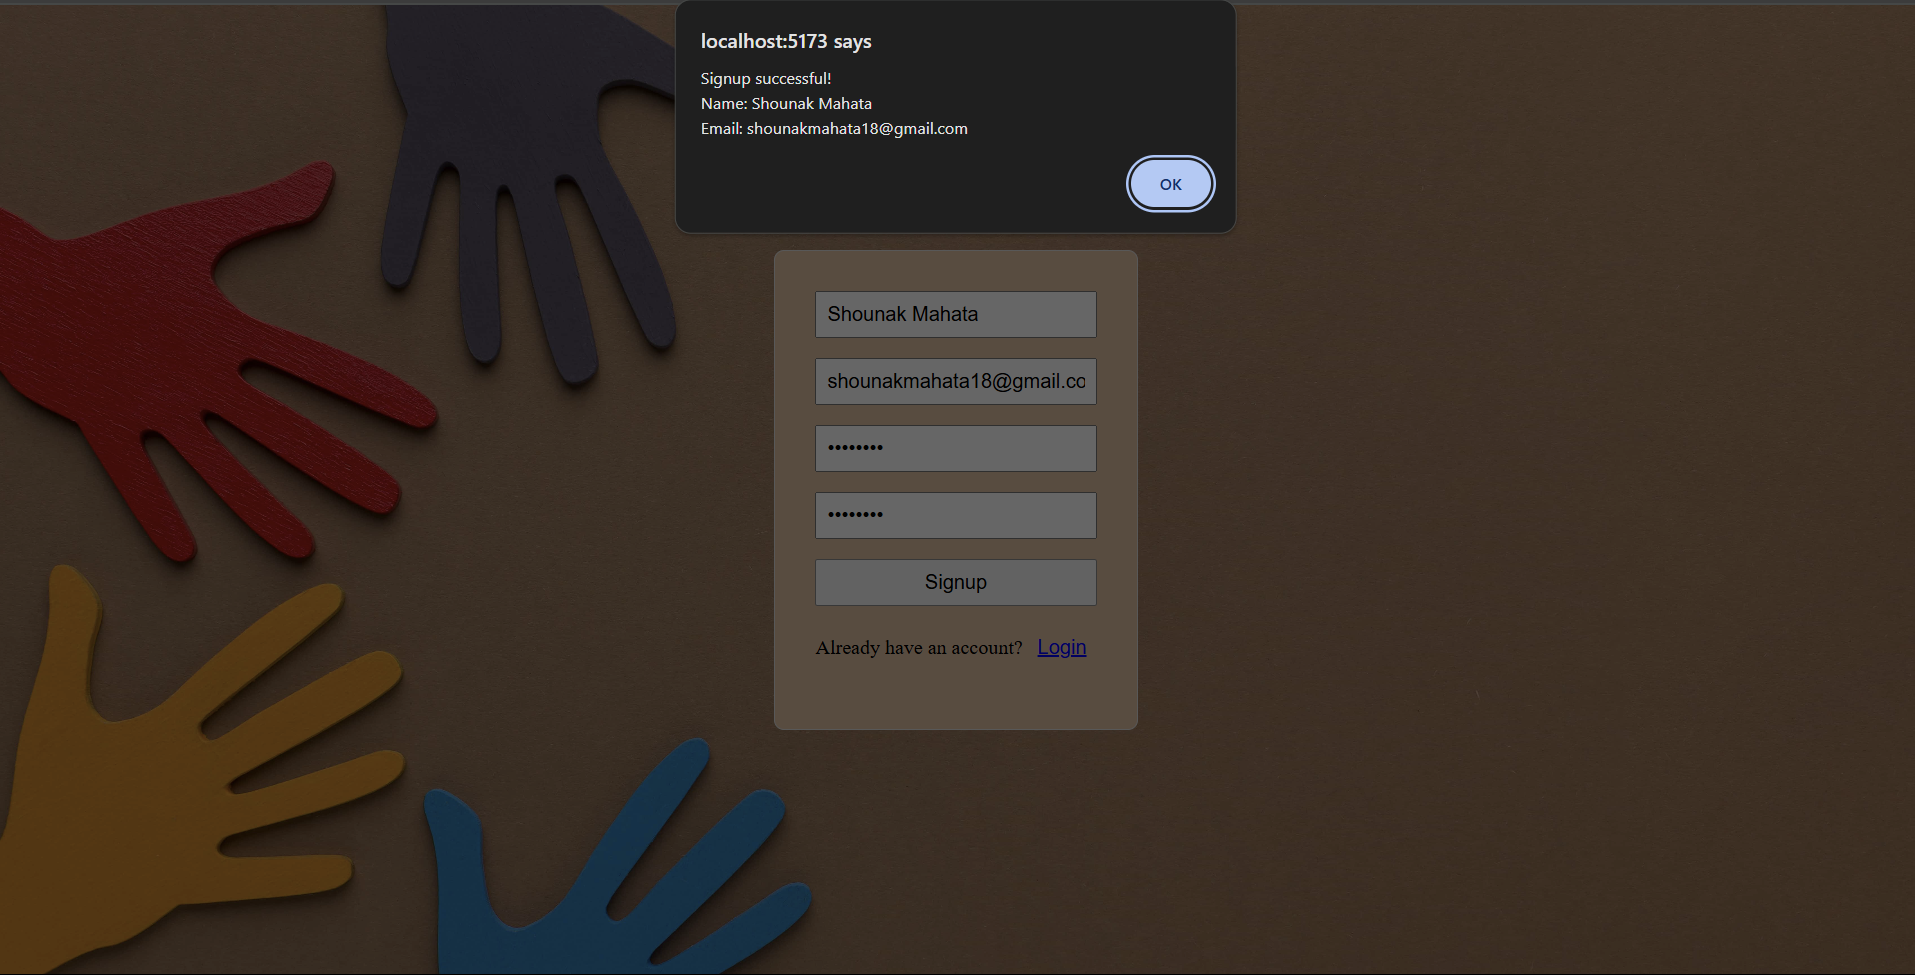 localhost:5173 says
Signup successful!
Name: Shounak Mahata
Email: shounakmahata18@gmail.com
OK
Shounak Mahata
shounakmahata18@gmail.co
••••••••
••••••••
Signup
Already have an account? Login